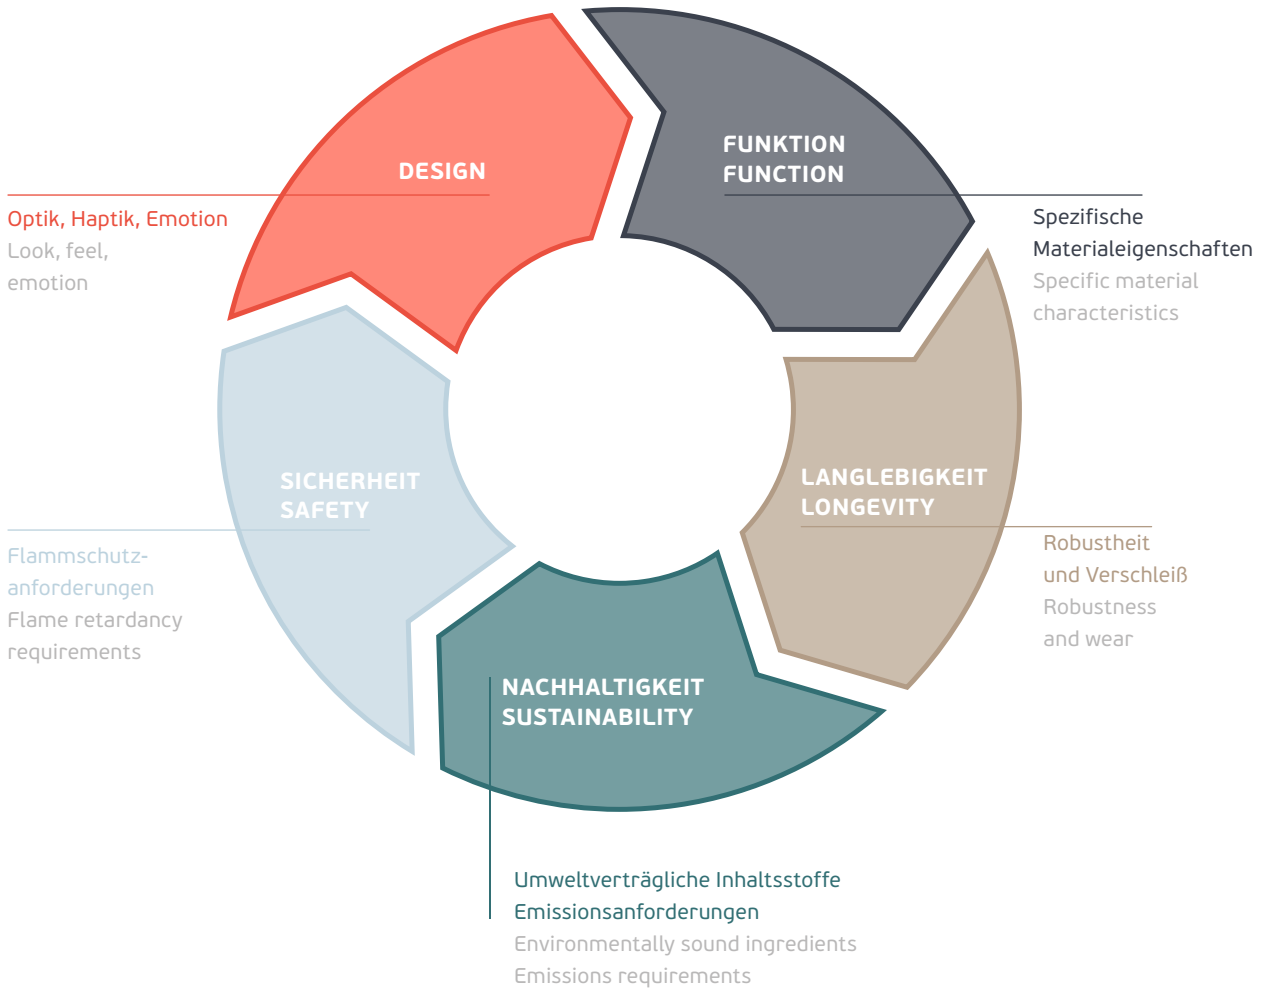 DESIGN
Optik, Haptik, Emotion
Look, feel,
emotion
FUNKTION
FUNCTION
Spezifische
Materialeigenschaften
Specific material
characteristics
LANGLEBIGKEIT
LONGEVITY
Robustheit
und Verschleiß
Robustness
and wear
NACHHALTIGKEIT
SUSTAINABILITY
Umweltverträgliche Inhaltsstoffe
Emissionsanforderungen
Environmentally sound ingredients
Emissions requirements
SICHERHEIT
SAFETY
Flammschutz-
anforderungen
Flame retardancy
requirements